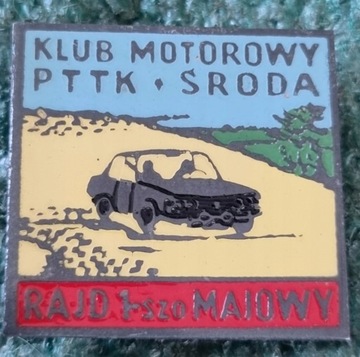 KLUB MOTOROWY
PTTK • ŚRODA
RAJD 1-szo MAJOWY